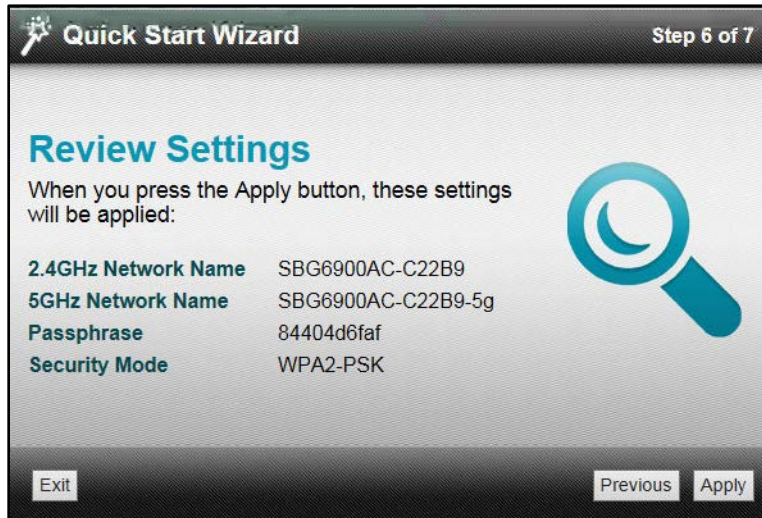 Quick Start Wizard
Step 6 of 7
Review Settings
When you press the Apply button, these settings
will be applied:
2.4GHz Network Name SBG6900AC-C22B9
5GHz Network Name SBG6900AC-C22B9-5g
Passphrase 84404d6faf
Security Mode WPA2-PSK
Exit
Previous
Apply